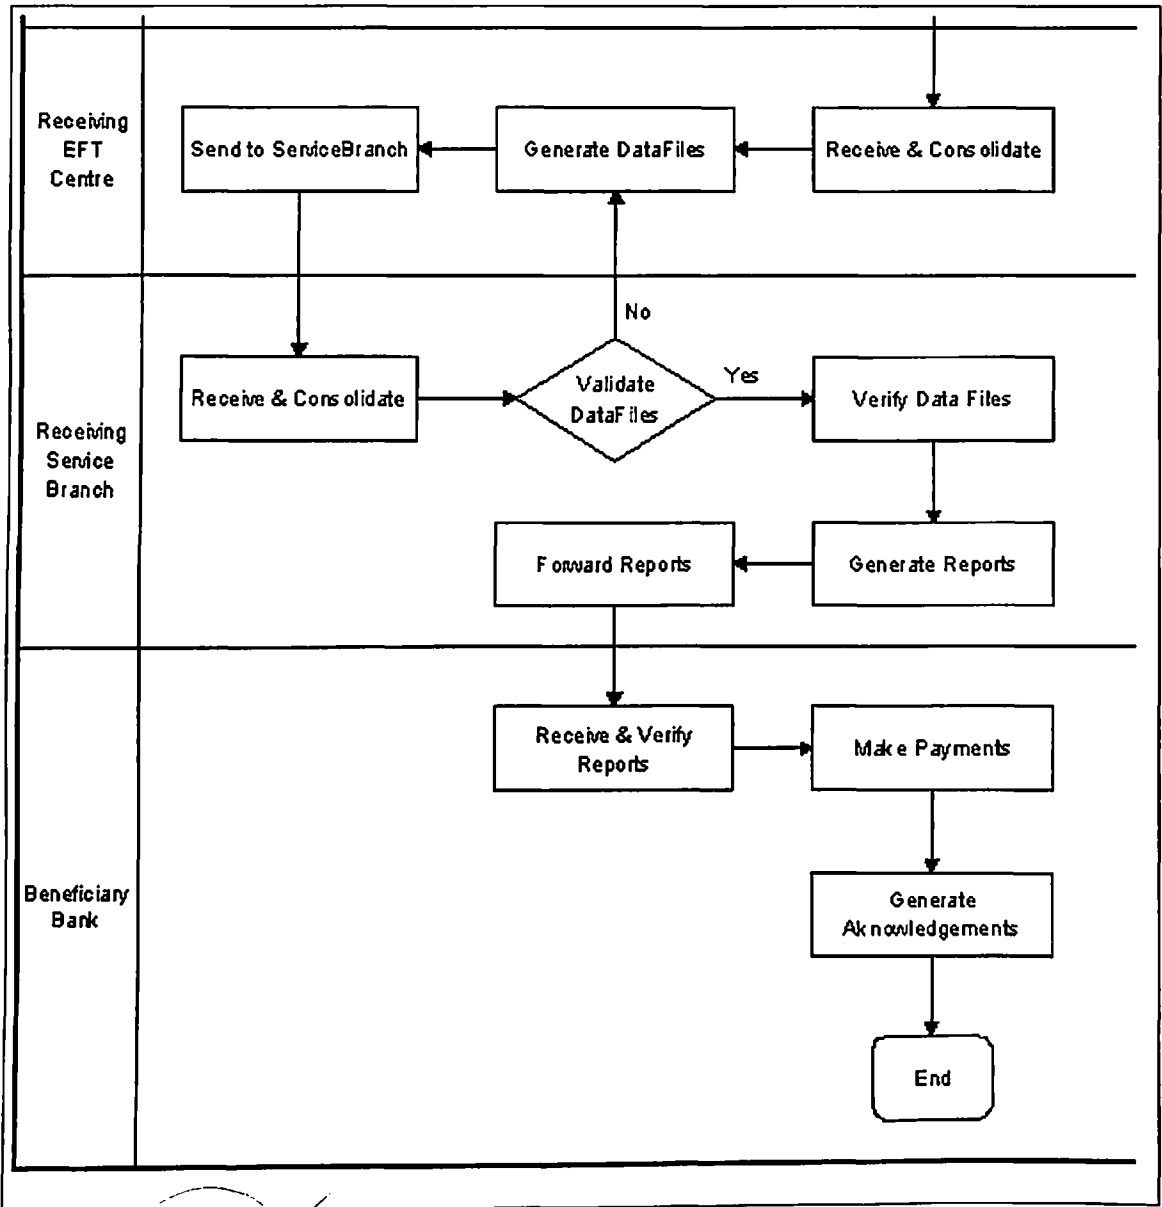 Receiving
EFT
Centre
Send to ServiceBranch
Generate DataFiles
Receive & Consolidate
No
Receiving
Service
Branch
Receive & Consolidate
Validate
DataFiles
Yes
Verify Data Files
Forward Reports
Generate Reports
Beneficiary
Bank
Receive & Verify
Reports
Make Payments
Generate
Aknowledgements
End